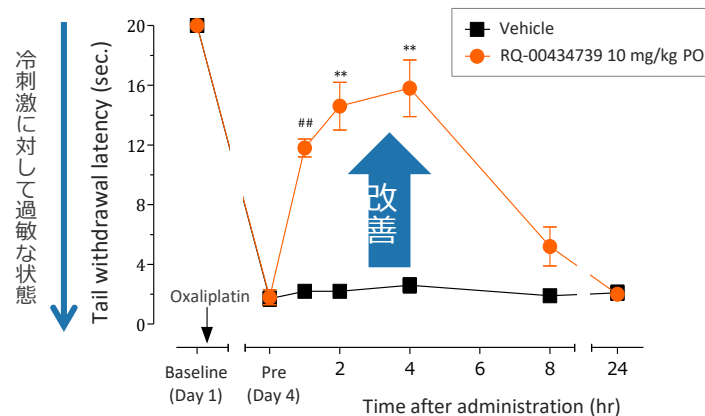 Vehicle
RQ-00434739 10 mg/kg PO
冷刺激に対して過敏な状態
Tail withdrawal latency (sec.)
20
16
12
8
4
2
0
##
**
**
改善
Oxaliplatin
Baseline
(Day 1)
Pre
(Day 4)
2
4
6
8
24
Time after administration (hr)